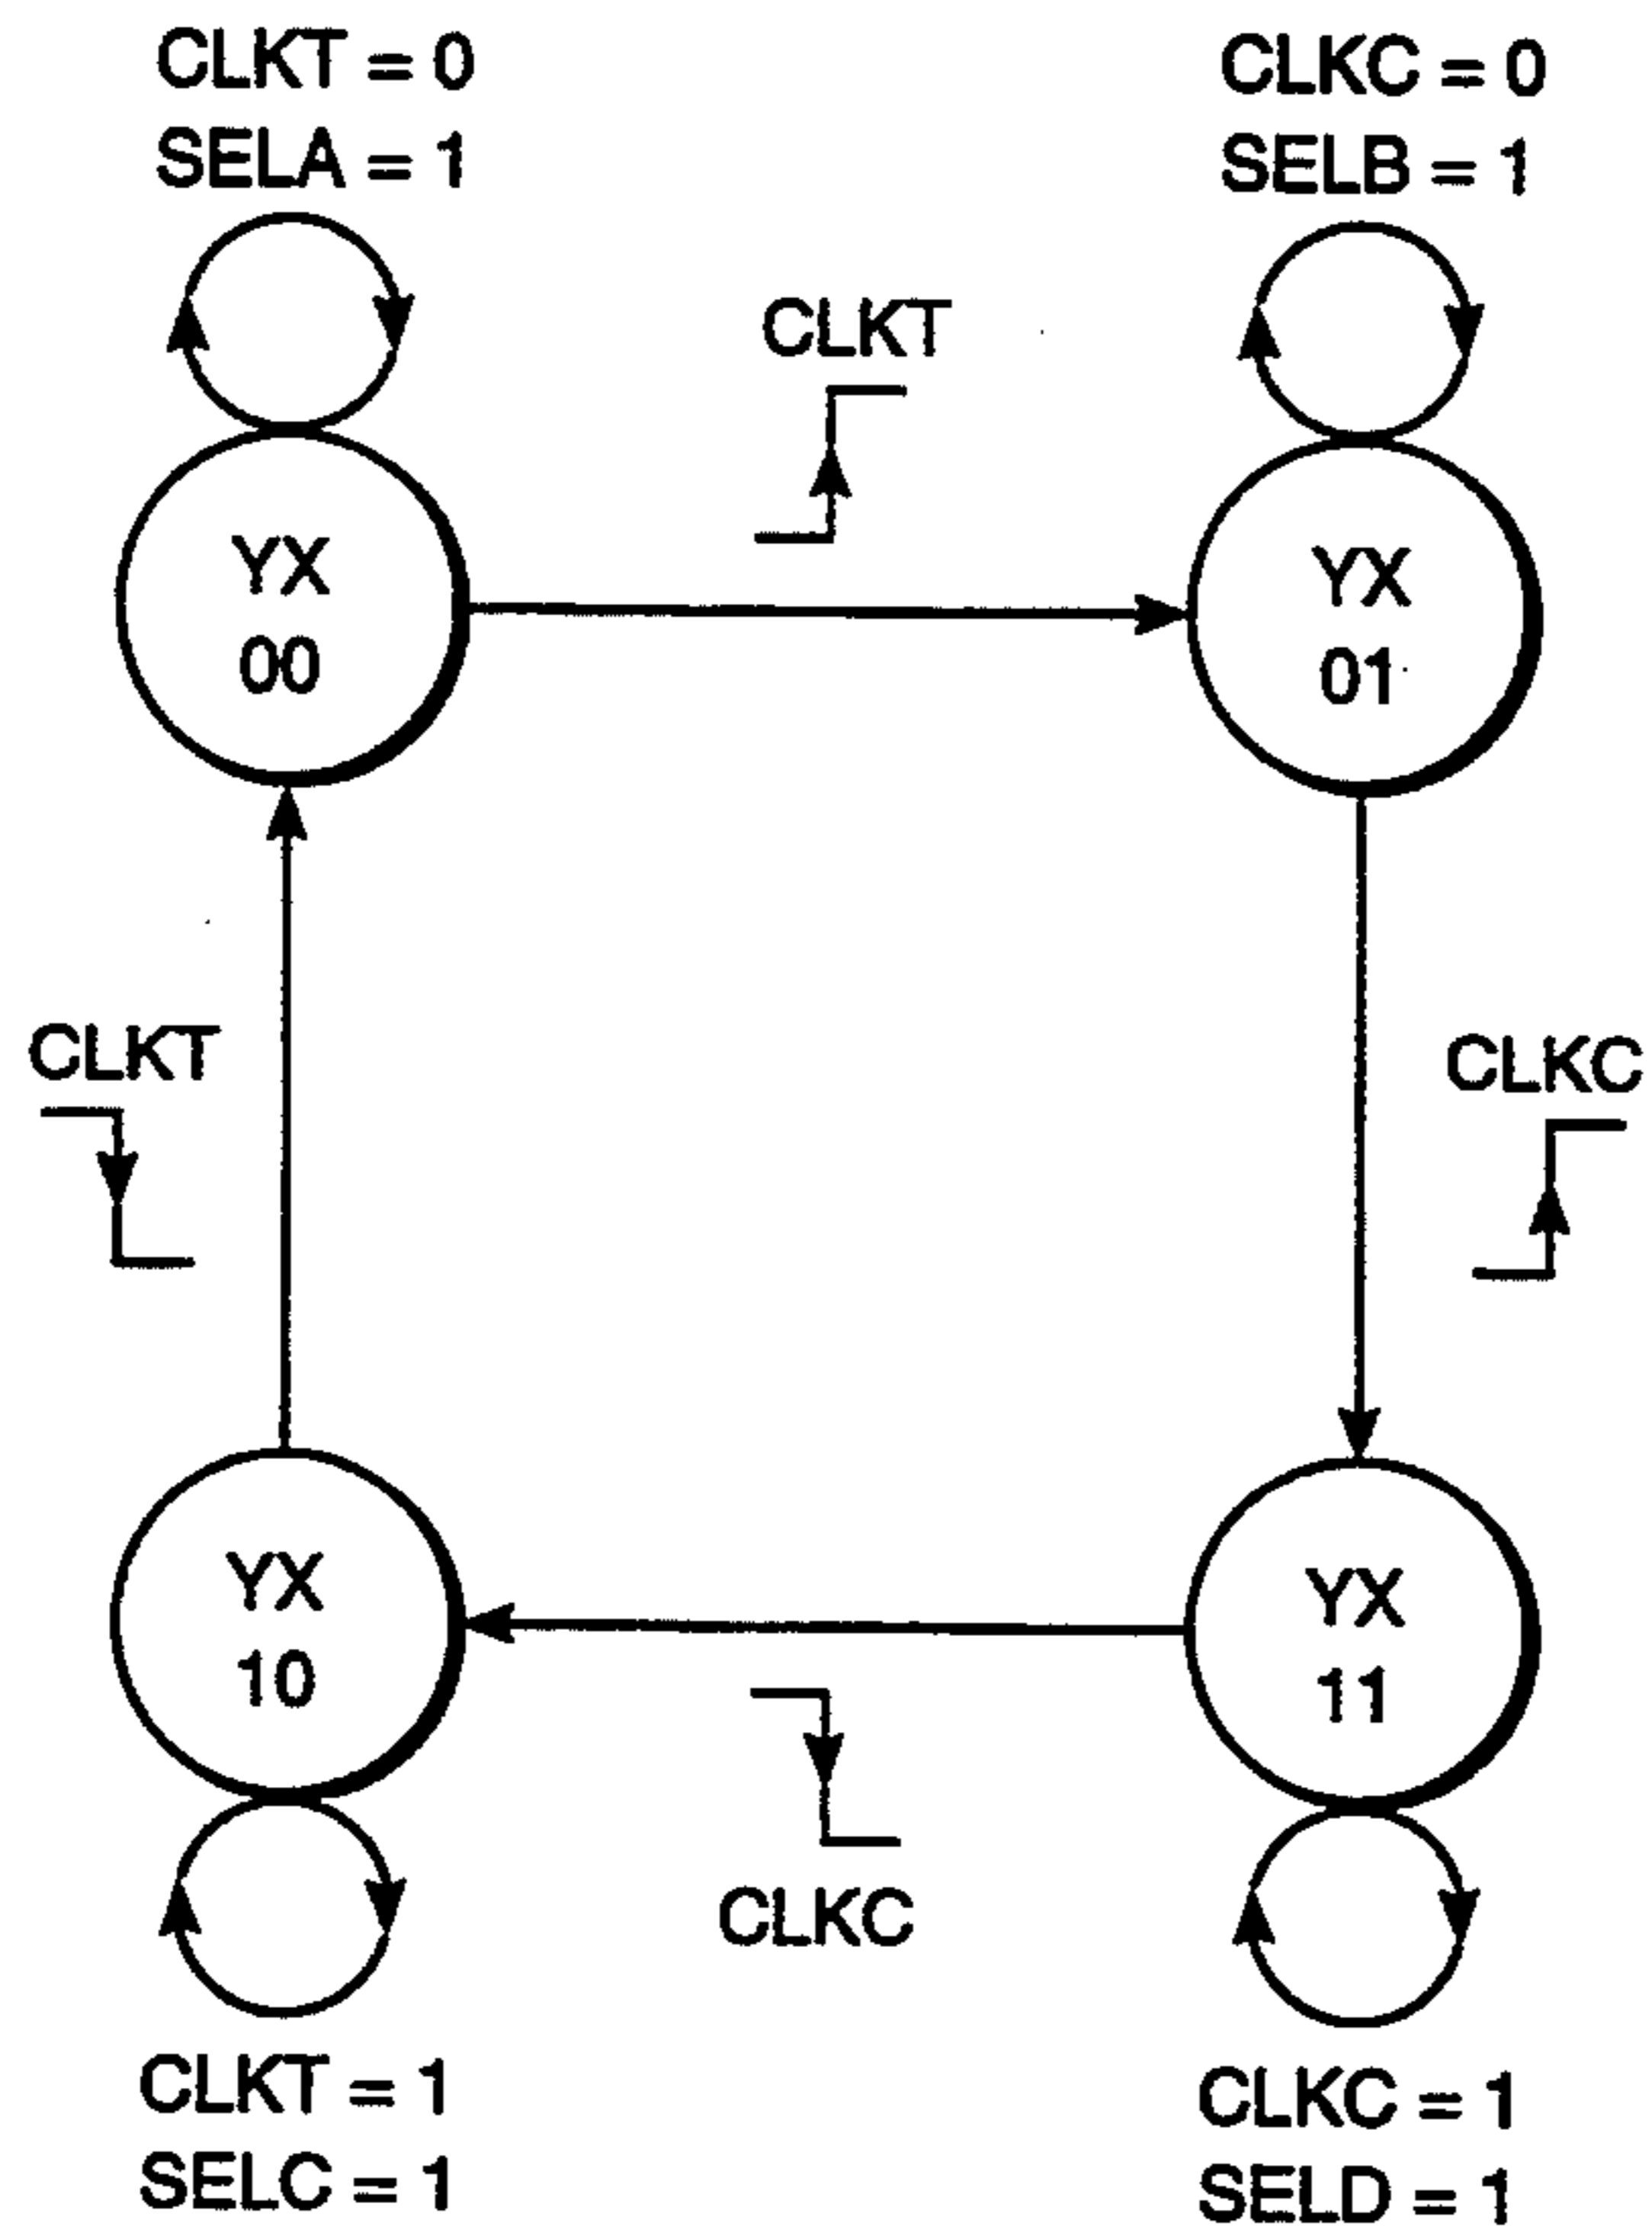 CLKT = 0
SELA = 1
CLKC = 0
SELB = 1
CLKT
YX
00
YX
01
CLKT
CLKC
YX
10
YX
11
CLKC
CLKT = 1
SELC = 1
CLKC = 1
SELD = 1